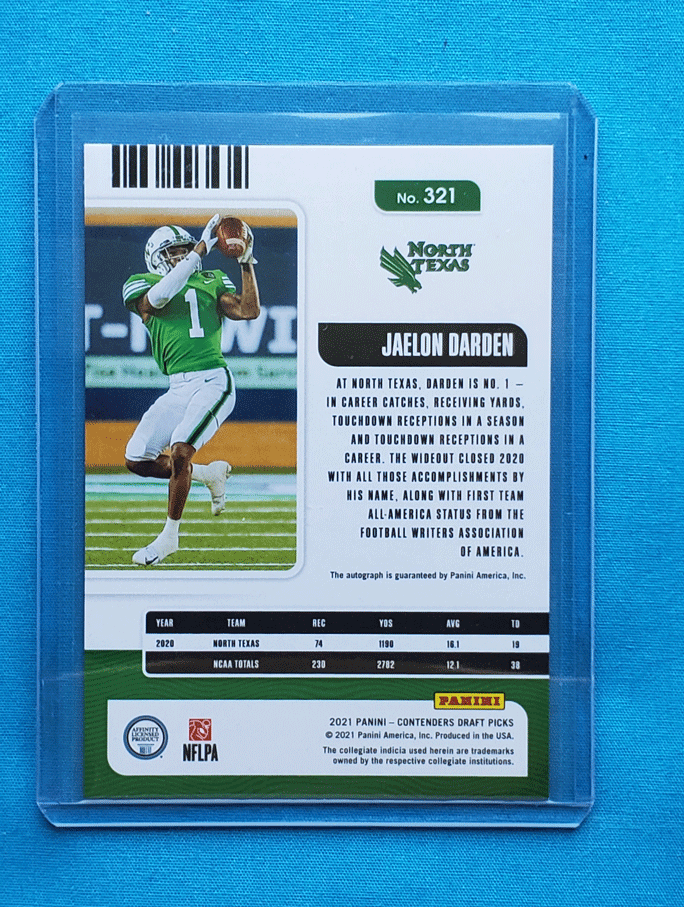 No. 321
NORTH
TEXAS
1
JAELON DARDEN
AT NORTH TEXAS, DARDEN IS NO. 1 –
IN CAREER CATCHES, RECEIVING YARDS,
TOUCHDOWN RECEPTIONS IN A SEASON
AND TOUCHDOWN RECEPTIONS IN A
CAREER. THE WIDEOUT CLOSED 2020
WITH ALL THOSE ACCOMPLISHMENTS BY
HIS NAME, ALONG WITH FIRST TEAM
ALL-AMERICA STATUS FROM THE
FOOTBALL WRITERS ASSOCIATION
OF AMERICA.
The autograph is guaranteed by Panini America, Inc.
YEAR TEAM REC YDS AVG TD
2020 NORTH TEXAS 74 1190 16.1 19
NCAA TOTALS 230 2782 12.1 38
PANINI
2021 PANINI – CONTENDERS DRAFT PICKS
© 2021 Panini America, Inc. Produced in the USA.
The collegiate indicia used herein are trademarks
owned by the respective collegiate institutions.
AFFINITY
LICENSED
PRODUCT
NFLPA